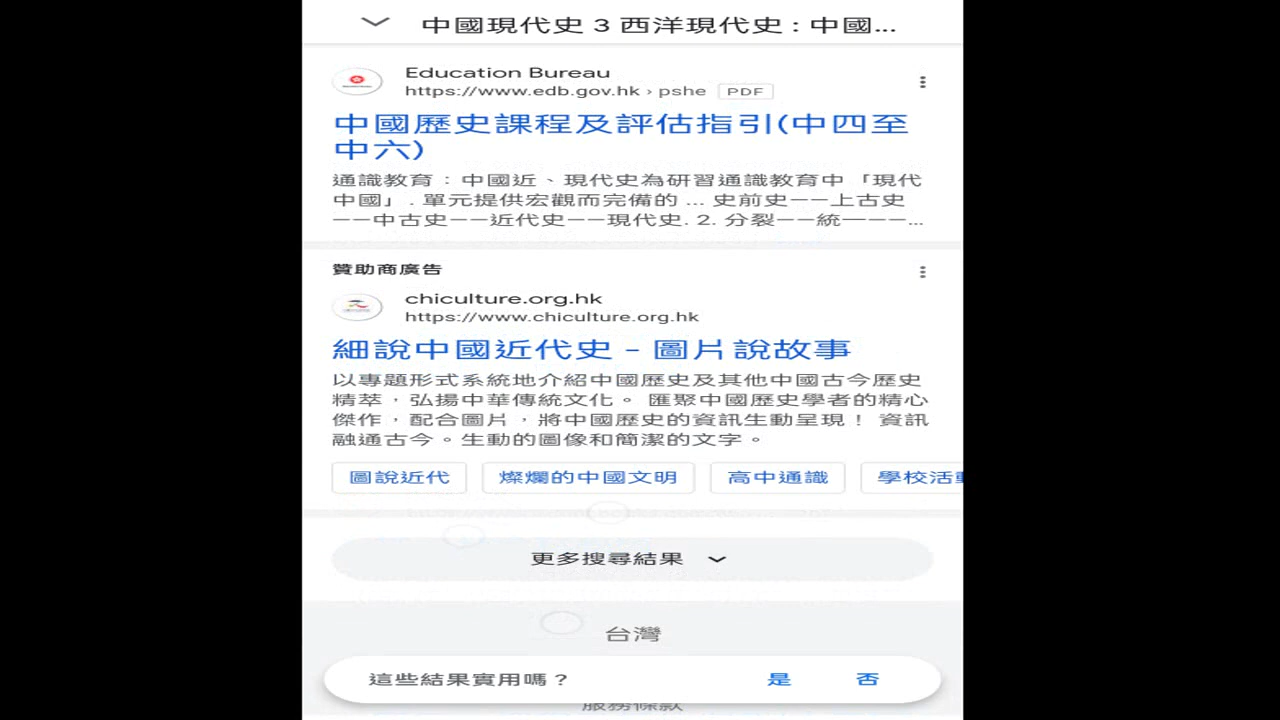 中國現代史 3 西洋現代史 : 中國...
Education Bureau
https://www.edb.gov.hk › pshe PDF
中國歷史課程及評估指引(中四至
中六)
通識教育：中國近、現代史為研習通識教育中「現代
中國」. 單元提供宏觀而完備的 ... 史前史——上古史
——中古史——近代史——現代史. 2. 分裂——統一———...
贊助商廣告
chiculture.org.hk
https://www.chiculture.org.hk
細說中國近代史 - 圖片說故事
以專題形式系統地介紹中國歷史及其他中國古今歷史
精萃，弘揚中華傳統文化。 匯聚中國歷史學者的精心
傑作，配合圖片，將中國歷史的資訊生動呈現！ 資訊
融通古今。生動的圖像和簡潔的文字。
圖說近代 燦爛的中國文明 高中通識 學校活動
更多搜尋結果
台灣
這些結果實用嗎？ 是 否
服務條款